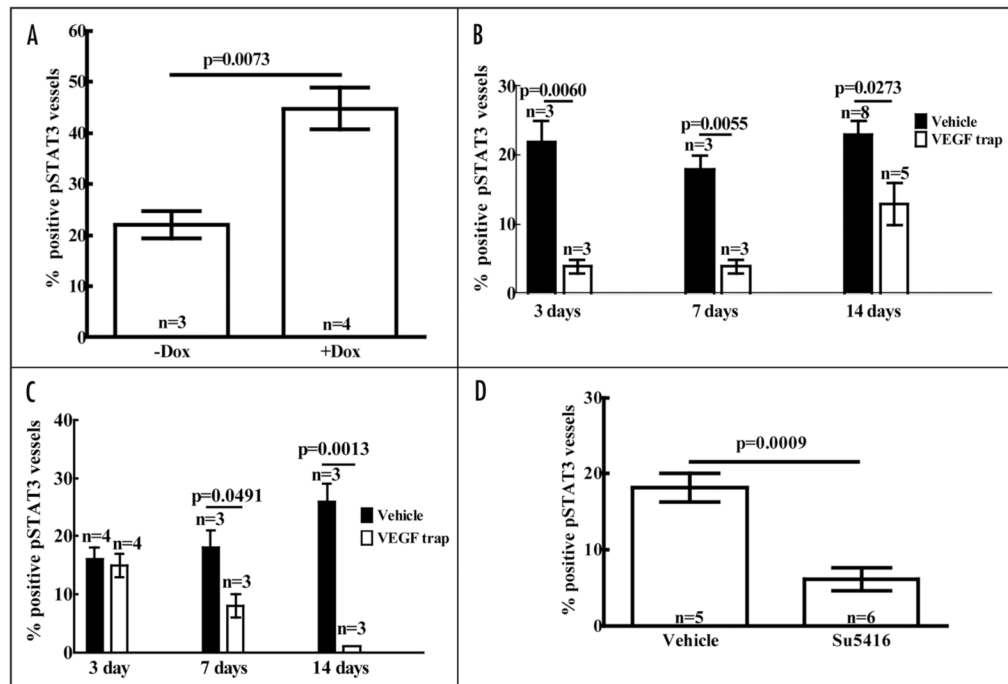 A
% positive pSTAT3 vessels
60
50
40
30
20
10
0
p=0.0073
n=3
n=4
-Dox
+Dox
B
% positive pSTAT3 vessels
30
20
10
0
p=0.0060
n=3
n=3
p=0.0055
n=3
n=3
p=0.0273
n=8
n=5
Vehicle
VEGF trap
3 days
7 days
14 days
C
% positive pSTAT3 vessels
40
30
20
10
0
n=4
n=4
p=0.0491
n=3
n=3
p=0.0013
n=3
n=3
Vehicle
VEGF trap
3 day
7 days
14 days
D
% positive pSTAT3 vessels
30
20
10
0
p=0.0009
n=5
n=6
Vehicle
Su5416